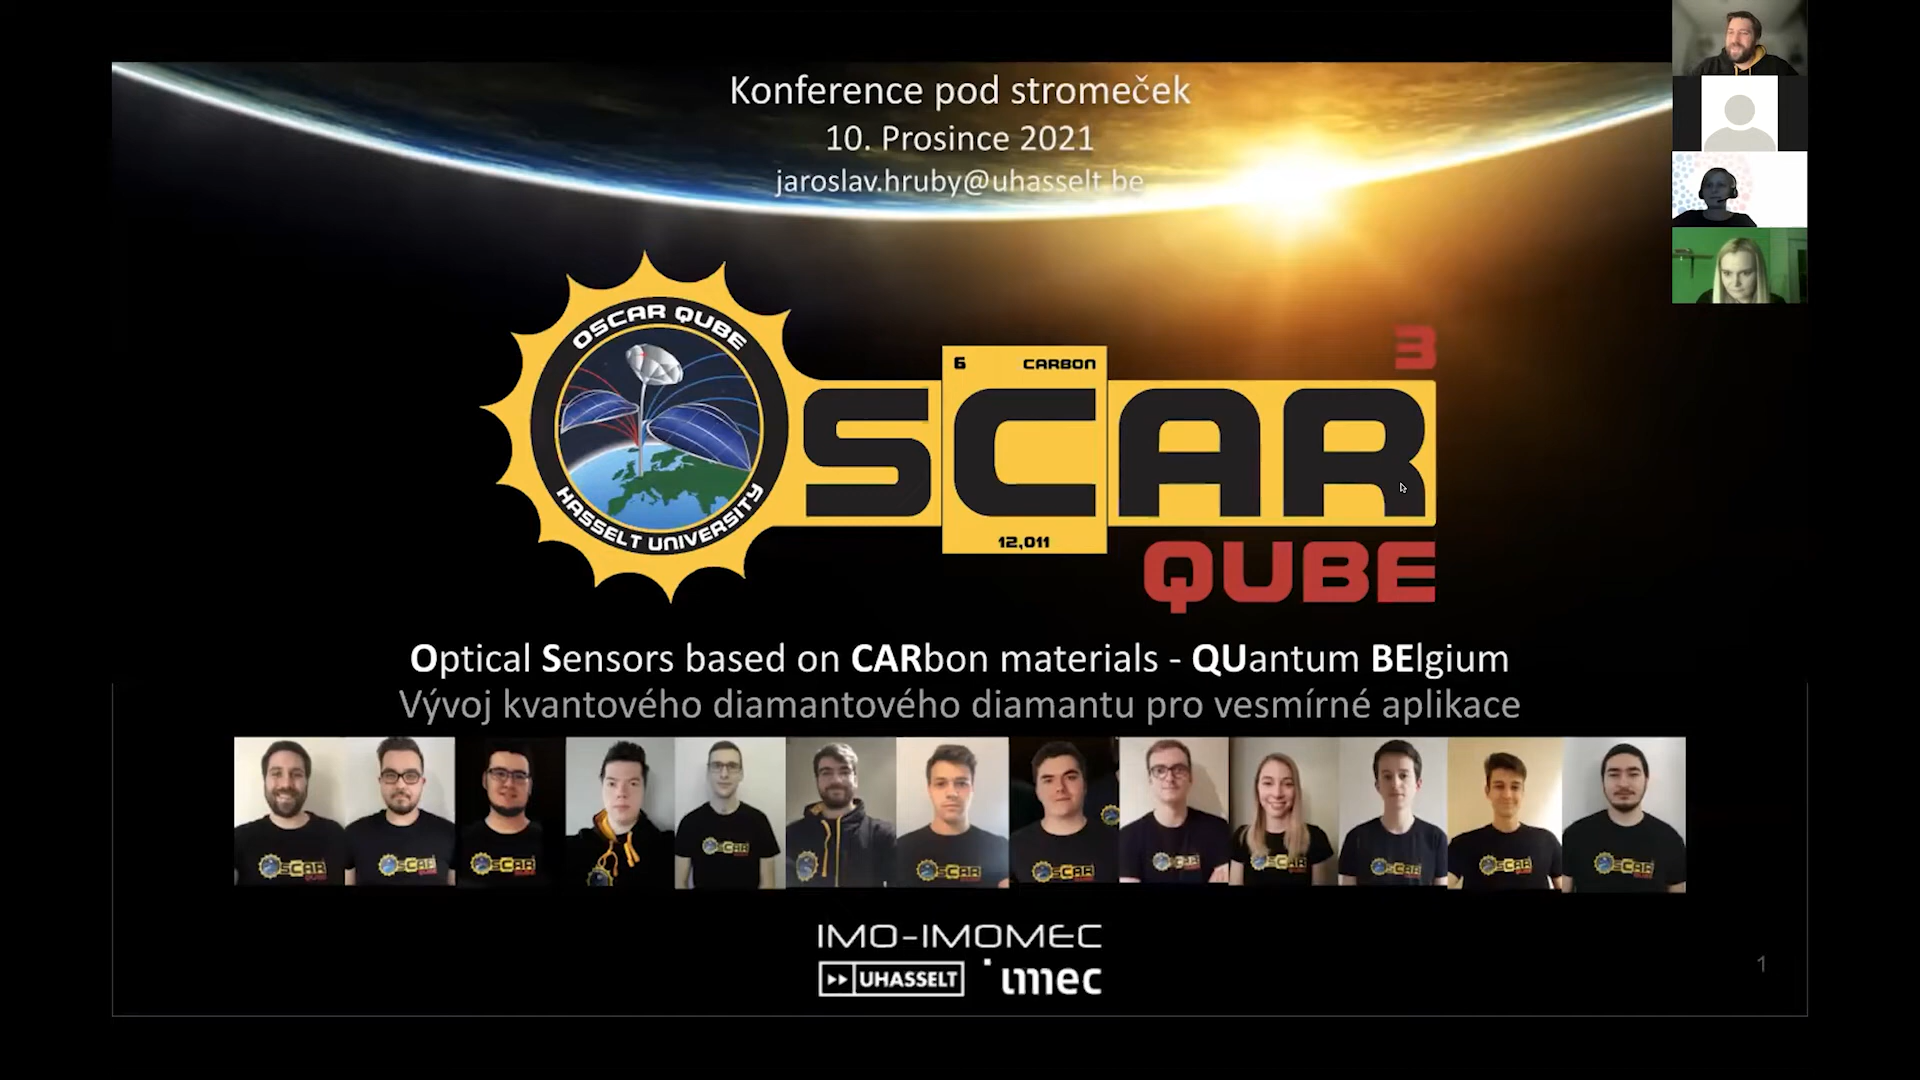 Konference pod stromeček
10. Prosince 2021
jaroslav.hruby@uhasselt.be
OSCAR QUBE
HASSELT UNIVERSITY
6 CARBON
3
SCAR
12,011
QUBE
Optical Sensors based on CARbon materials - QUantum BElgium
Vývoj kvantového diamantového diamantu pro vesmírné aplikace
IMO-IMOMEC
UHASSELT imec
1